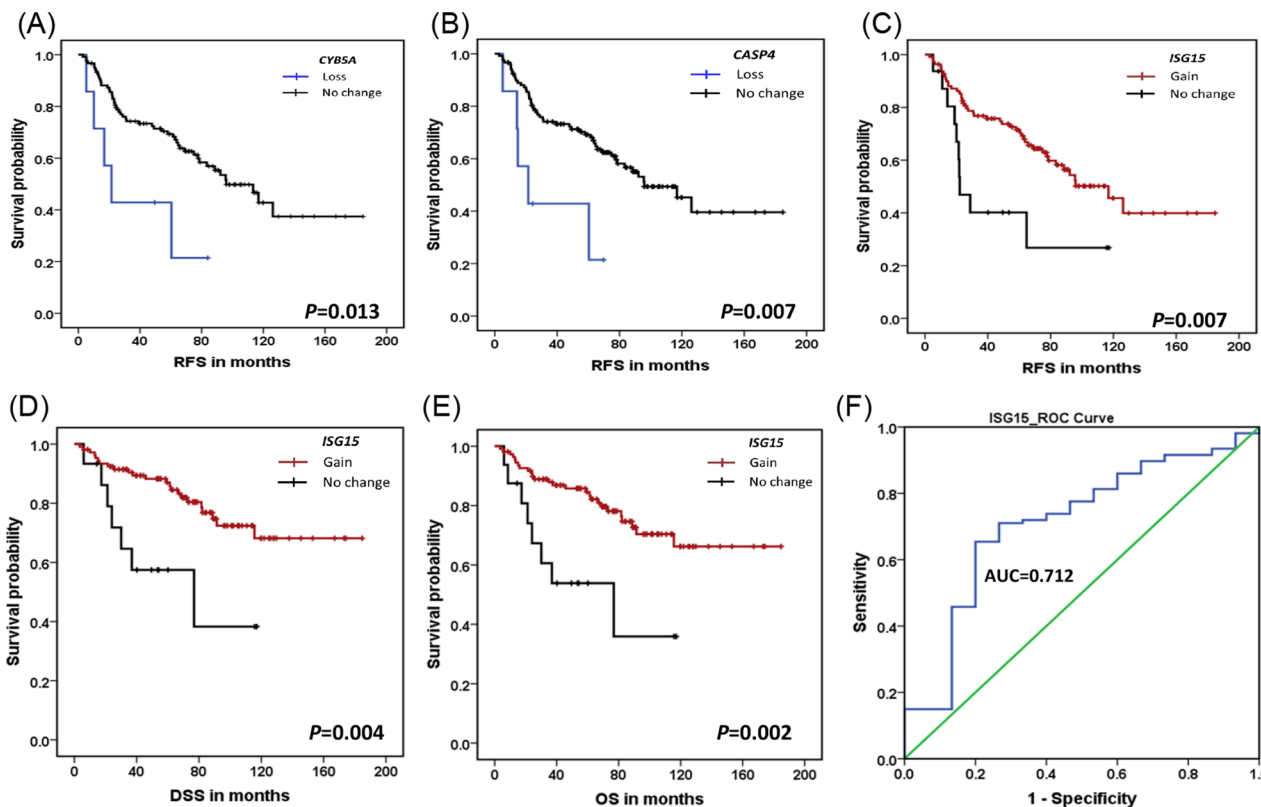 (A)
CYB5A
Loss
No change
1.0
0.8
0.6
0.4
0.2
0.0
Survival probability
P=0.013
0 40 80 120 160 200
RFS in months
(B)
CASP4
Loss
No change
1.0
0.8
0.6
0.4
0.2
0.0
Survival probability
P=0.007
0 40 80 120 160 200
RFS in months
(C)
ISG15
Gain
No change
1.0
0.8
0.6
0.4
0.2
0.0
Survival probability
P=0.007
0 40 80 120 160 200
RFS in months
(D)
ISG15
Gain
No change
1.0
0.8
0.6
0.4
0.2
0.0
Survival probability
P=0.004
0 40 80 120 160 200
DSS in months
(E)
ISG15
Gain
No change
1.0
0.8
0.6
0.4
0.2
0.0
Survival probability
P=0.002
0 40 80 120 160 200
OS in months
(F)
ISG15_ROC Curve
1.0
0.8
0.6
0.4
0.2
0.0
Sensitivity
AUC=0.712
0.0 0.2 0.4 0.6 0.8
1 - Specificity